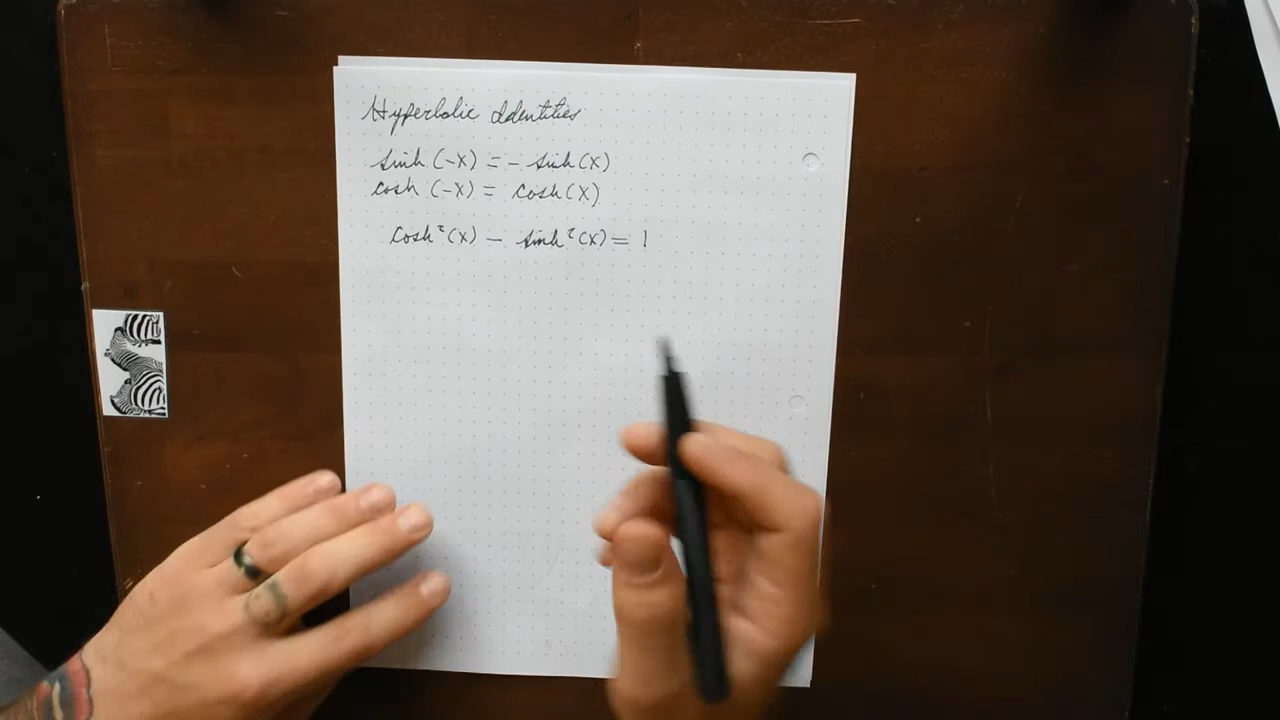 Hyperbolic Identities
sinh (-x) = - sinh(x)
cosh (-x) = cosh(x)
cosh²(x) - sinh²(x) = 1